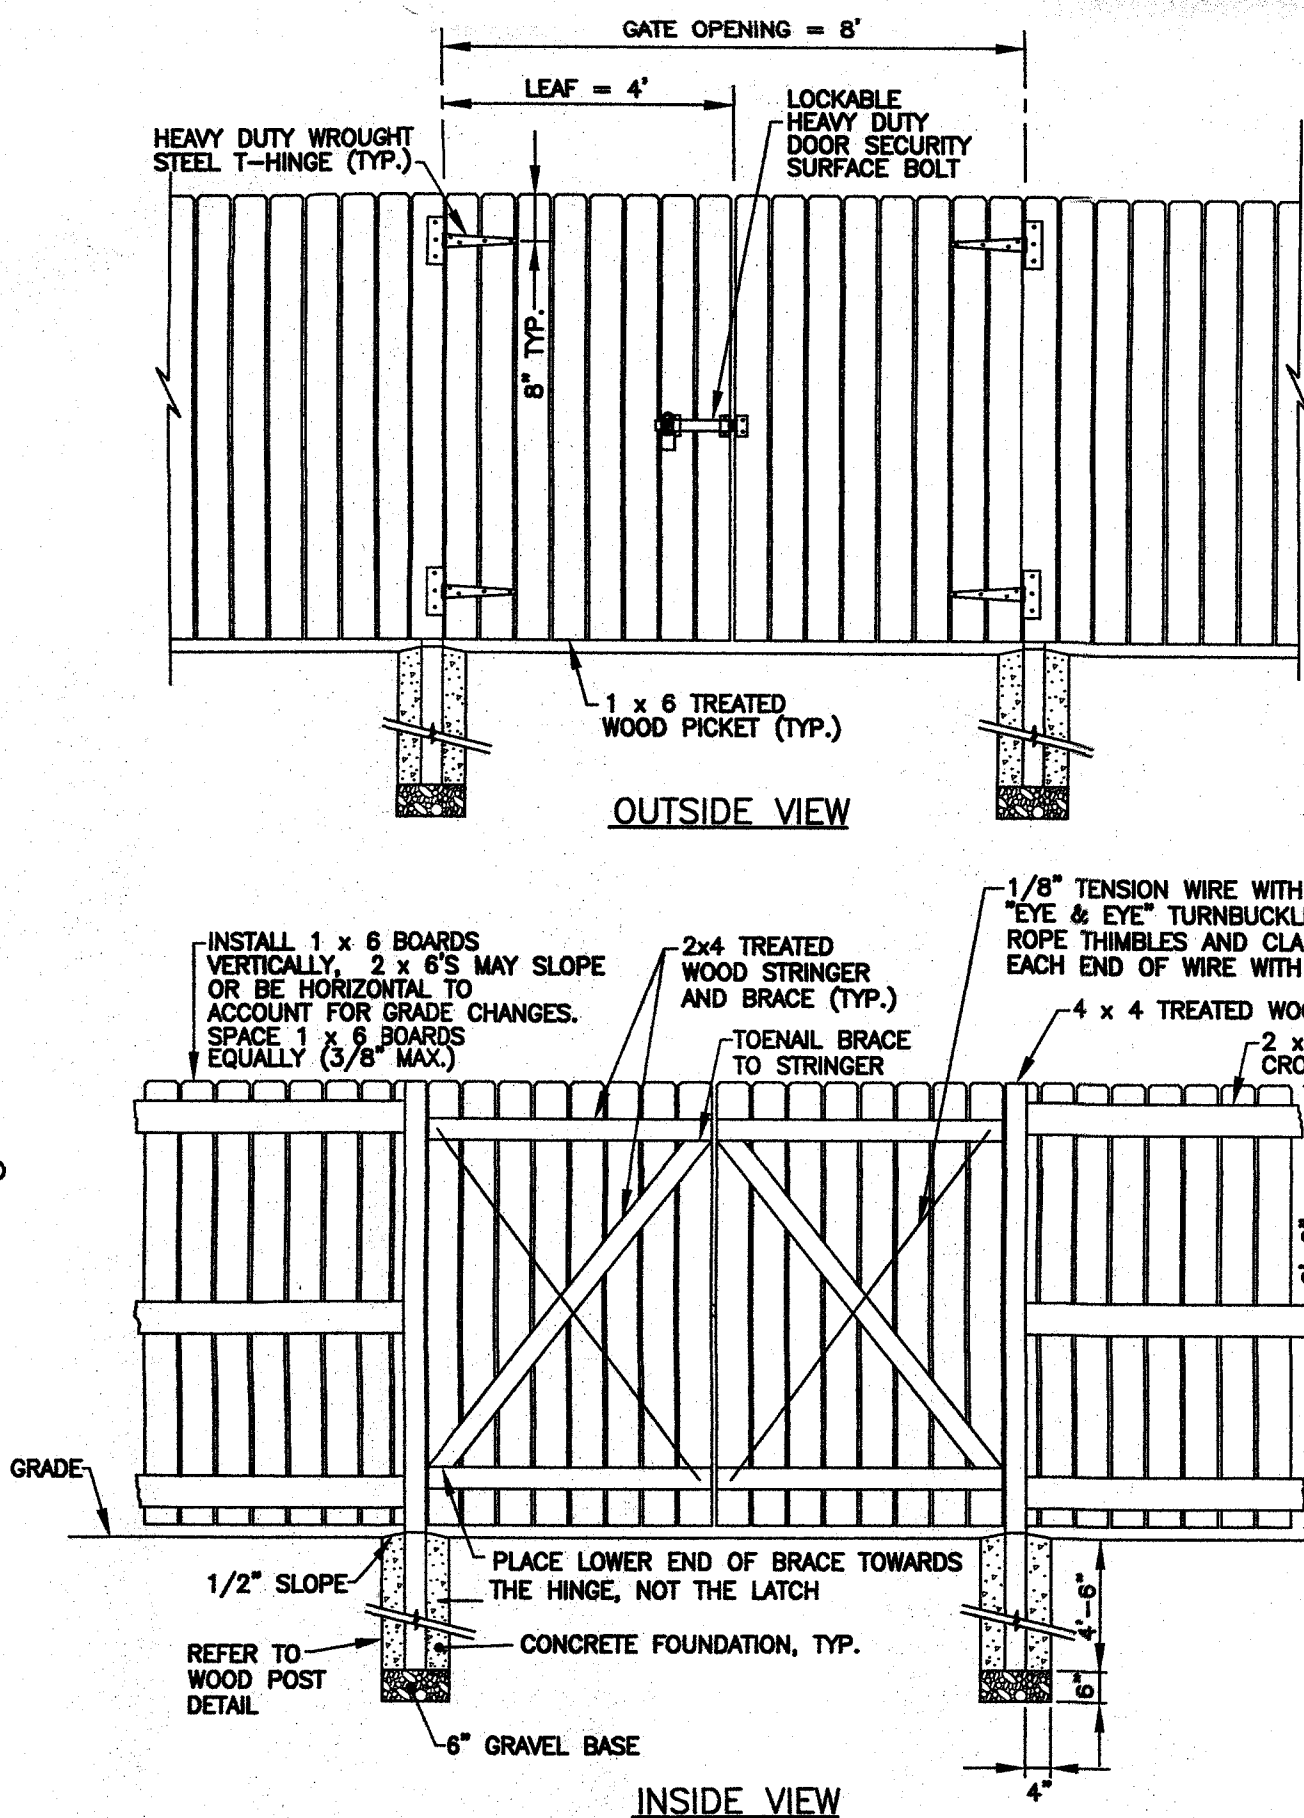 GATE OPENING = 8'
LEAF = 4'
LOCKABLE
HEAVY DUTY
DOOR SECURITY
SURFACE BOLT
HEAVY DUTY WROUGHT
STEEL T-HINGE (TYP.)
8" TYP.
1 x 6 TREATED
WOOD PICKET (TYP.)
OUTSIDE VIEW
1/8" TENSION WIRE WITH
"EYE & EYE"
ROPE THIMBLES AND
EACH END OF WIRE WITH
INSTALL 1 x 6 BOARDS
VERTICALLY, 2 x 6'S MAY SLOPE
OR BE HORIZONTAL TO
ACCOUNT FOR GRADE CHANGES.
SPACE 1 x 6 BOARDS
EQUALLY (3/8" MAX.)
2x4 TREATED
WOOD STRINGER
AND BRACE (TYP.)
TOENAIL BRACE
TO STRINGER
4 x 4 TREATED
2 x
GRADE
1/2" SLOPE
PLACE LOWER END OF BRACE TOWARDS
THE HINGE, NOT THE LATCH
REFER TO
WOOD POST
DETAIL
CONCRETE FOUNDATION, TYP.
6" GRAVEL BASE
4'-6"
6"
4"
INSIDE VIEW